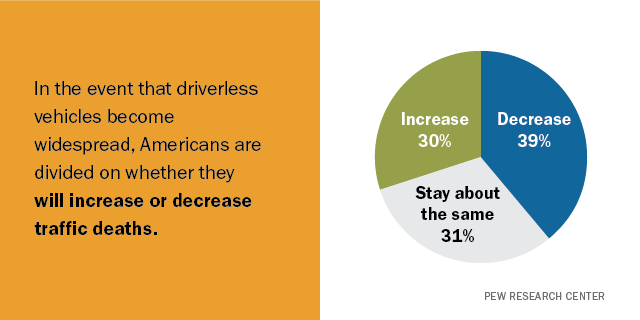 In the event that driverless
vehicles become
widespread, Americans are
divided on whether they
will increase or decrease
traffic deaths.
Increase
30%
Decrease
39%
Stay about
the same
31%
PEW RESEARCH CENTER